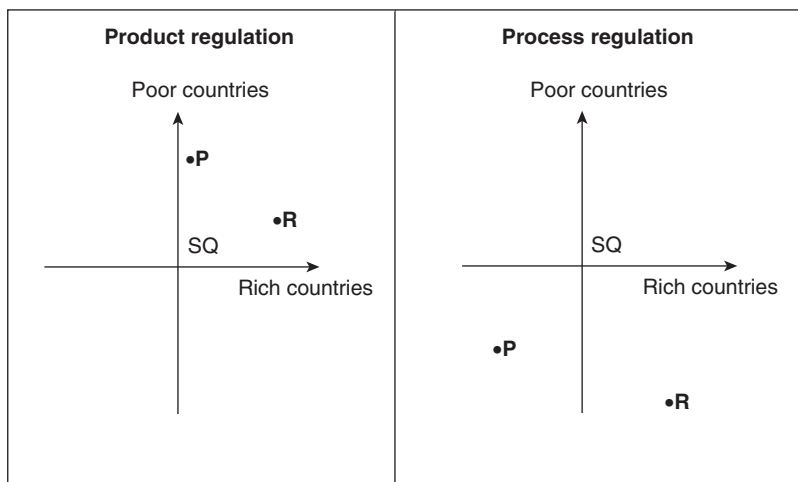 Product regulation
Poor countries
P
R
SQ
Rich countries
Process regulation
Poor countries
SQ
Rich countries
P
R